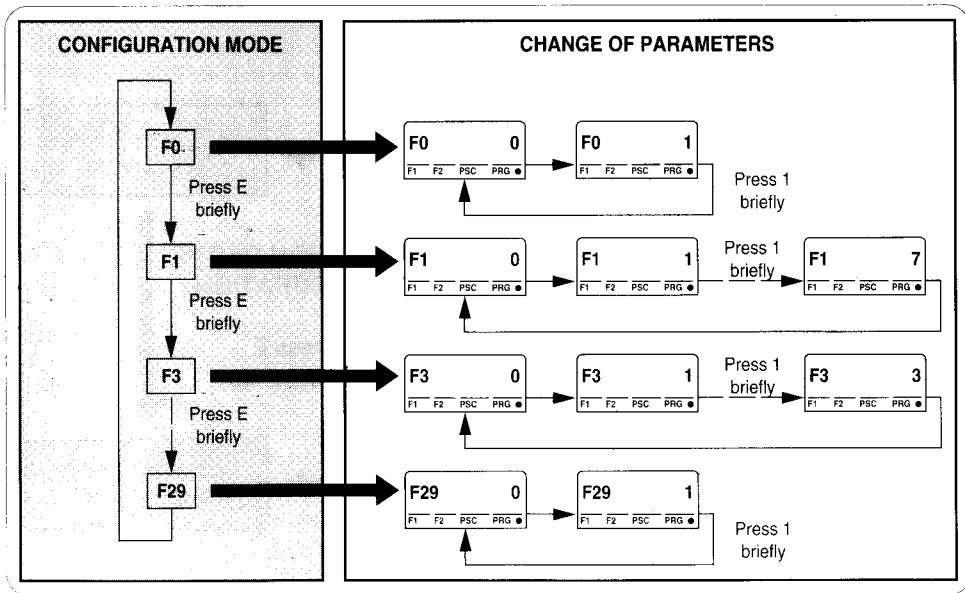 CONFIGURATION MODE
F0
Press E
briefly
F1
Press E
briefly
F3
Press E
briefly
F29
CHANGE OF PARAMETERS
F0 0
F1 F2 PSC PRG
F0 1
F1 F2 PSC PRG
Press 1
briefly
F1 0
F1 F2 PSC PRG
F1 1
F1 F2 PSC PRG
Press 1
briefly
F1 7
F1 F2 PSC PRG
F3 0
F1 F2 PSC PRG
F3 1
F1 F2 PSC PRG
Press 1
briefly
F3 3
F1 F2 PSC PRG
F29 0
F1 F2 PSC PRG
F29 1
F1 F2 PSC PRG
Press 1
briefly